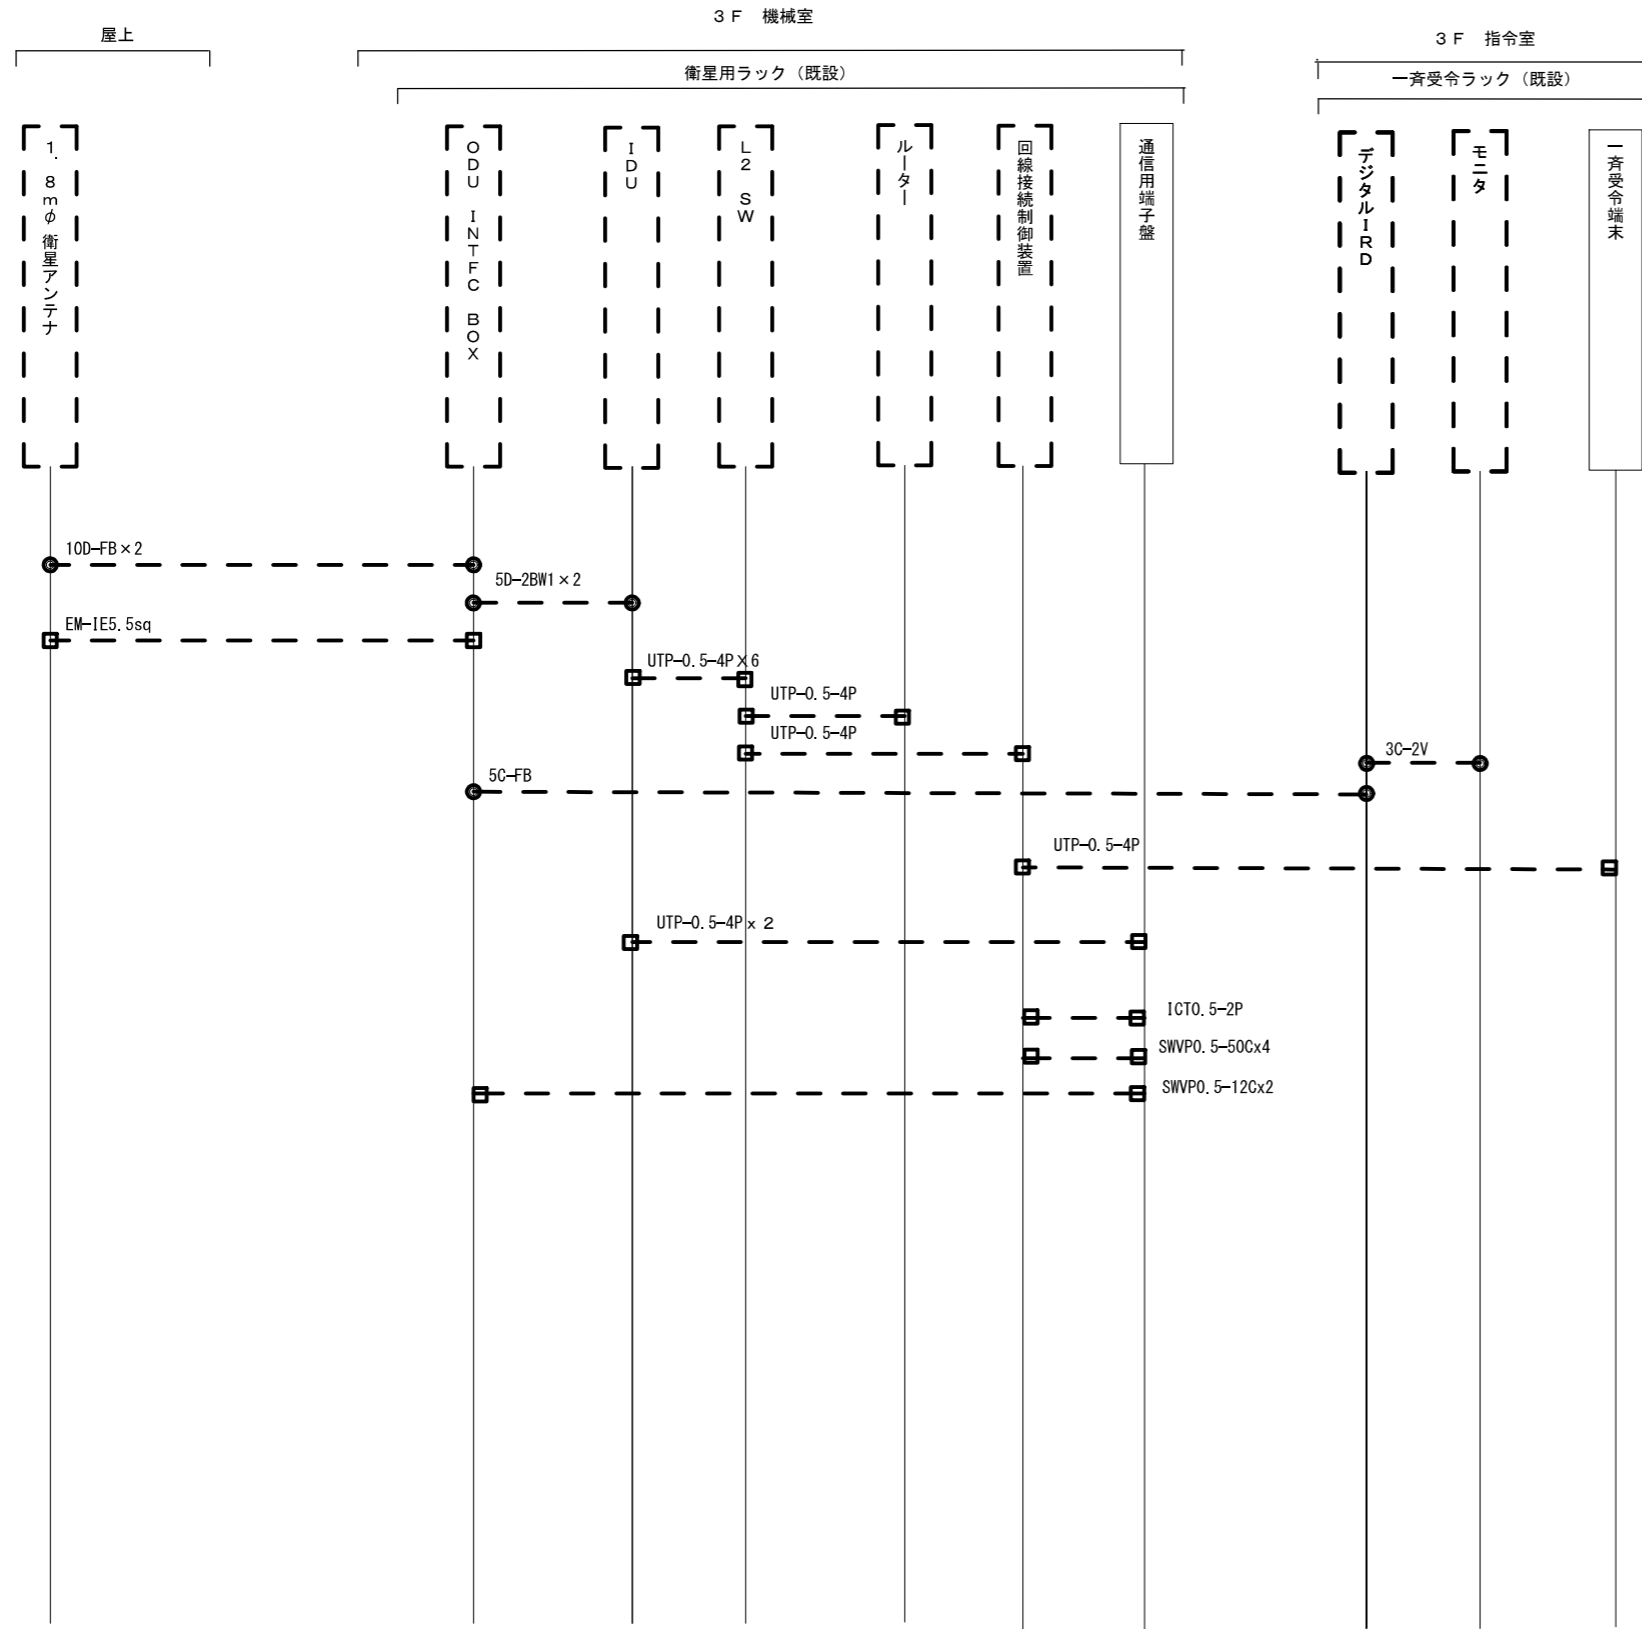 ３Ｆ　機械室
屋上
３Ｆ　指令室
衛星用ラック（既設）
一斉受令ラック（既設）
１．８ｍφ衛星アンテナ
ＯＤＵ　ＩＮＴＦＣ　ＢＯＸ
ＩＤＵ
Ｌ２　ＳＷ
ルーター
回線接続制御装置
通信用端子盤
デジタルＩＲＤ
モニタ
一斉受令端末
10D-FB×2
5D-2BW1×2
EM-IE5.5sq
UTP-0.5-4P×6
UTP-0.5-4P
UTP-0.5-4P
3C-2V
5C-FB
UTP-0.5-4P
UTP-0.5-4Pｘ２
ICT0.5-2P
SWVP0.5-50Cx4
SWVP0.5-12Cx2